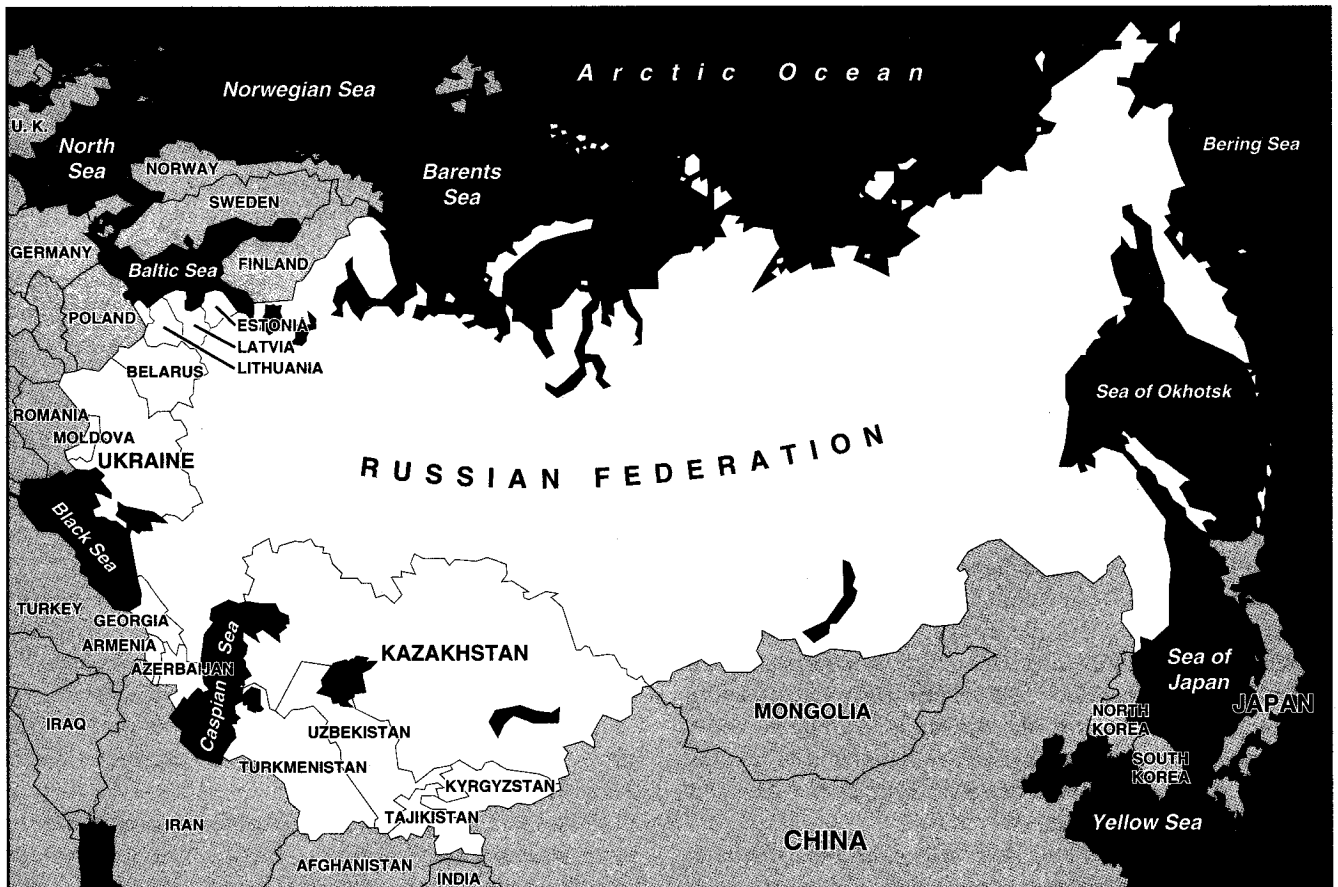 Arctic Ocean
Norwegian Sea
U. K.
North
Sea
Bering Sea
NORWAY
Barents
Sea
SWEDEN
GERMANY
FINLAND
Baltic Sea
POLAND
ESTONIA
LATVIA
LITHUANIA
BELARUS
Sea of Okhotsk
ROMANIA
MOLDOVA
UKRAINE
RUSSIAN FEDERATION
Black Sea
TURKEY
GEORGIA
ARMENIA
AZERBAIJAN
Caspian Sea
KAZAKHSTAN
Sea of
Japan
JAPAN
IRAQ
MONGOLIA
NORTH
KOREA
UZBEKISTAN
TURKMENISTAN
SOUTH
KOREA
KYRGYZSTAN
TAJIKISTAN
IRAN
CHINA
Yellow Sea
AFGHANISTAN
INDIA